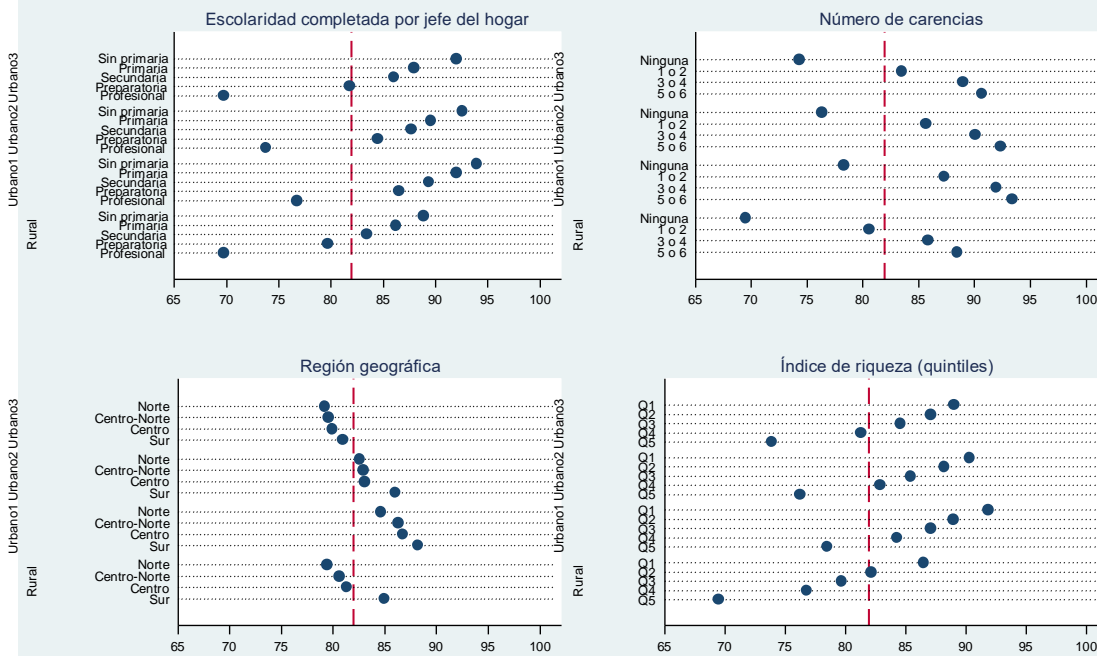 Escolaridad completada por jefe del hogar
Urbano3
Sin primaria
Primaria
Secundaria
Preparatoria
Profesional
Urbano2
Sin primaria
Primaria
Secundaria
Preparatoria
Profesional
Urbano1
Sin primaria
Primaria
Secundaria
Preparatoria
Profesional
Rural
Sin primaria
Primaria
Secundaria
Preparatoria
Profesional
65 70 75 80 85 90 95 100
Número de carencias
Urbano3
Ninguna
1 o 2
3 o 4
5 o 6
Urbano2
Ninguna
1 o 2
3 o 4
5 o 6
Urbano1
Ninguna
1 o 2
3 o 4
5 o 6
Rural
Ninguna
1 o 2
3 o 4
5 o 6
65 70 75 80 85 90 95 100
Región geográfica
Urbano3
Norte
Centro-Norte
Centro
Sur
Urbano2
Norte
Centro-Norte
Centro
Sur
Urbano1
Norte
Centro-Norte
Centro
Sur
Rural
Norte
Centro-Norte
Centro
Sur
65 70 75 80 85 90 95 100
Índice de riqueza (quintiles)
Urbano3
Q1
Q2
Q3
Q4
Q5
Urbano2
Q1
Q2
Q3
Q4
Q5
Urbano1
Q1
Q2
Q3
Q4
Q5
Rural
Q1
Q2
Q3
Q4
Q5
65 70 75 80 85 90 95 100